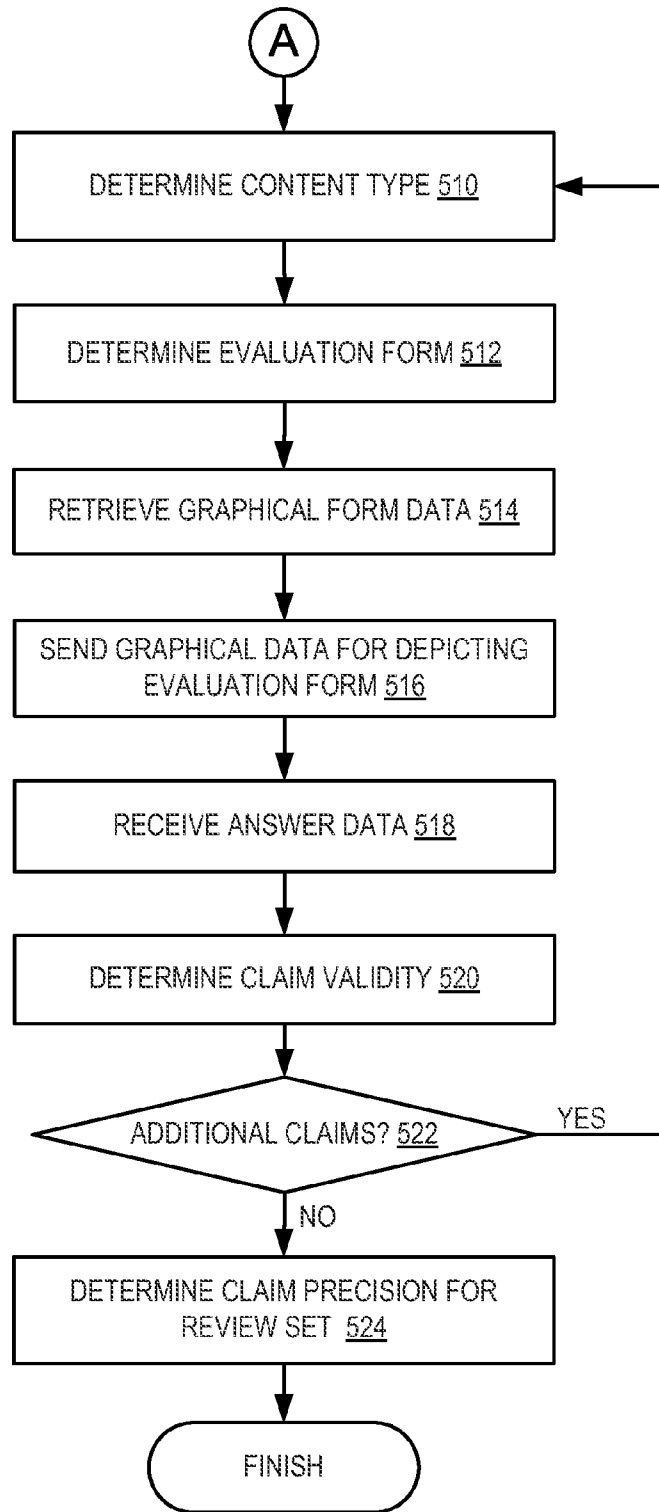 A
DETERMINE CONTENT TYPE 510
DETERMINE EVALUATION FORM 512
RETRIEVE GRAPHICAL FORM DATA 514
SEND GRAPHICAL DATA FOR DEPICTING
EVALUATION FORM 516
RECEIVE ANSWER DATA 518
DETERMINE CLAIM VALIDITY 520
ADDITIONAL CLAIMS? 522
YES
NO
DETERMINE CLAIM PRECISION FOR
REVIEW SET 524
FINISH